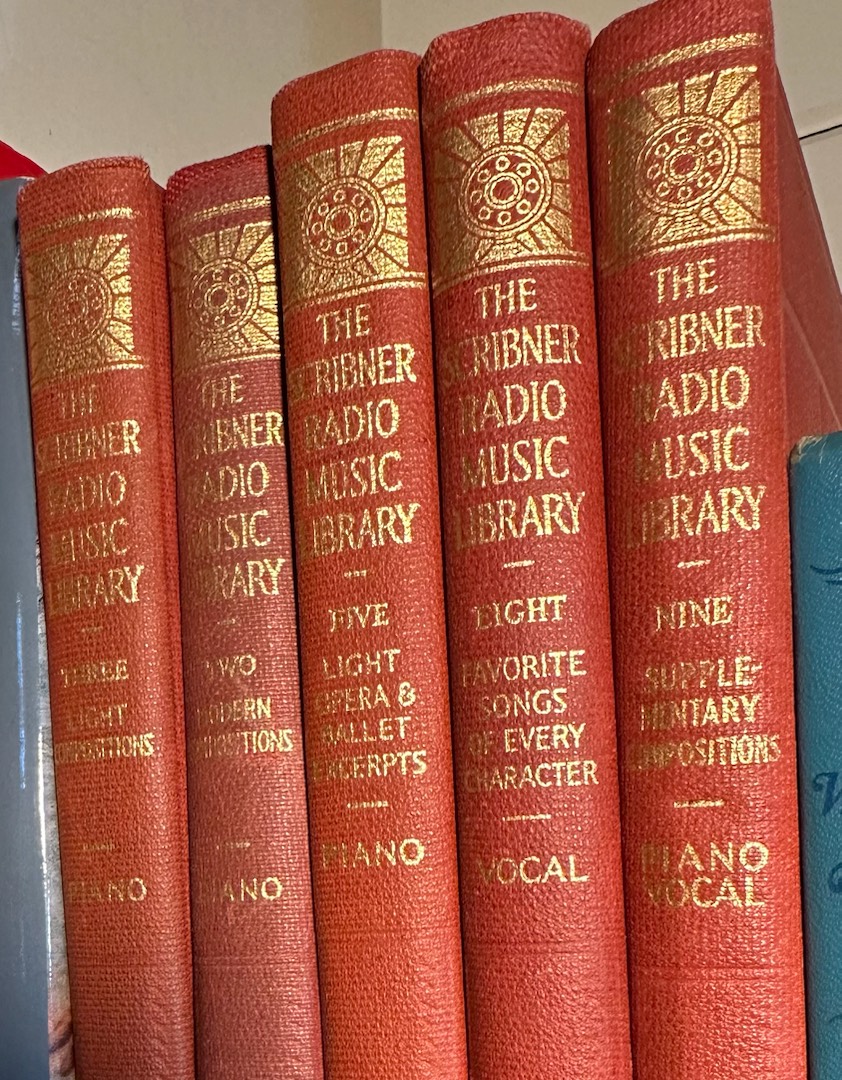 THE
SCRIBNER
RADIO
MUSIC
LIBRARY
THREE
LIGHT
COMPOSITIONS
PIANO
THE
SCRIBNER
RADIO
MUSIC
LIBRARY
TWO
MODERN
COMPOSITIONS
PIANO
THE
SCRIBNER
RADIO
MUSIC
LIBRARY
FIVE
LIGHT
OPERA &
BALLET
EXCERPTS
PIANO
THE
SCRIBNER
RADIO
MUSIC
LIBRARY
EIGHT
FAVORITE
SONGS
OF EVERY
CHARACTER
VOCAL
THE
SCRIBNER
RADIO
MUSIC
LIBRARY
NINE
SUPPLE-
MENTARY
COMPOSITIONS
PIANO
VOCAL